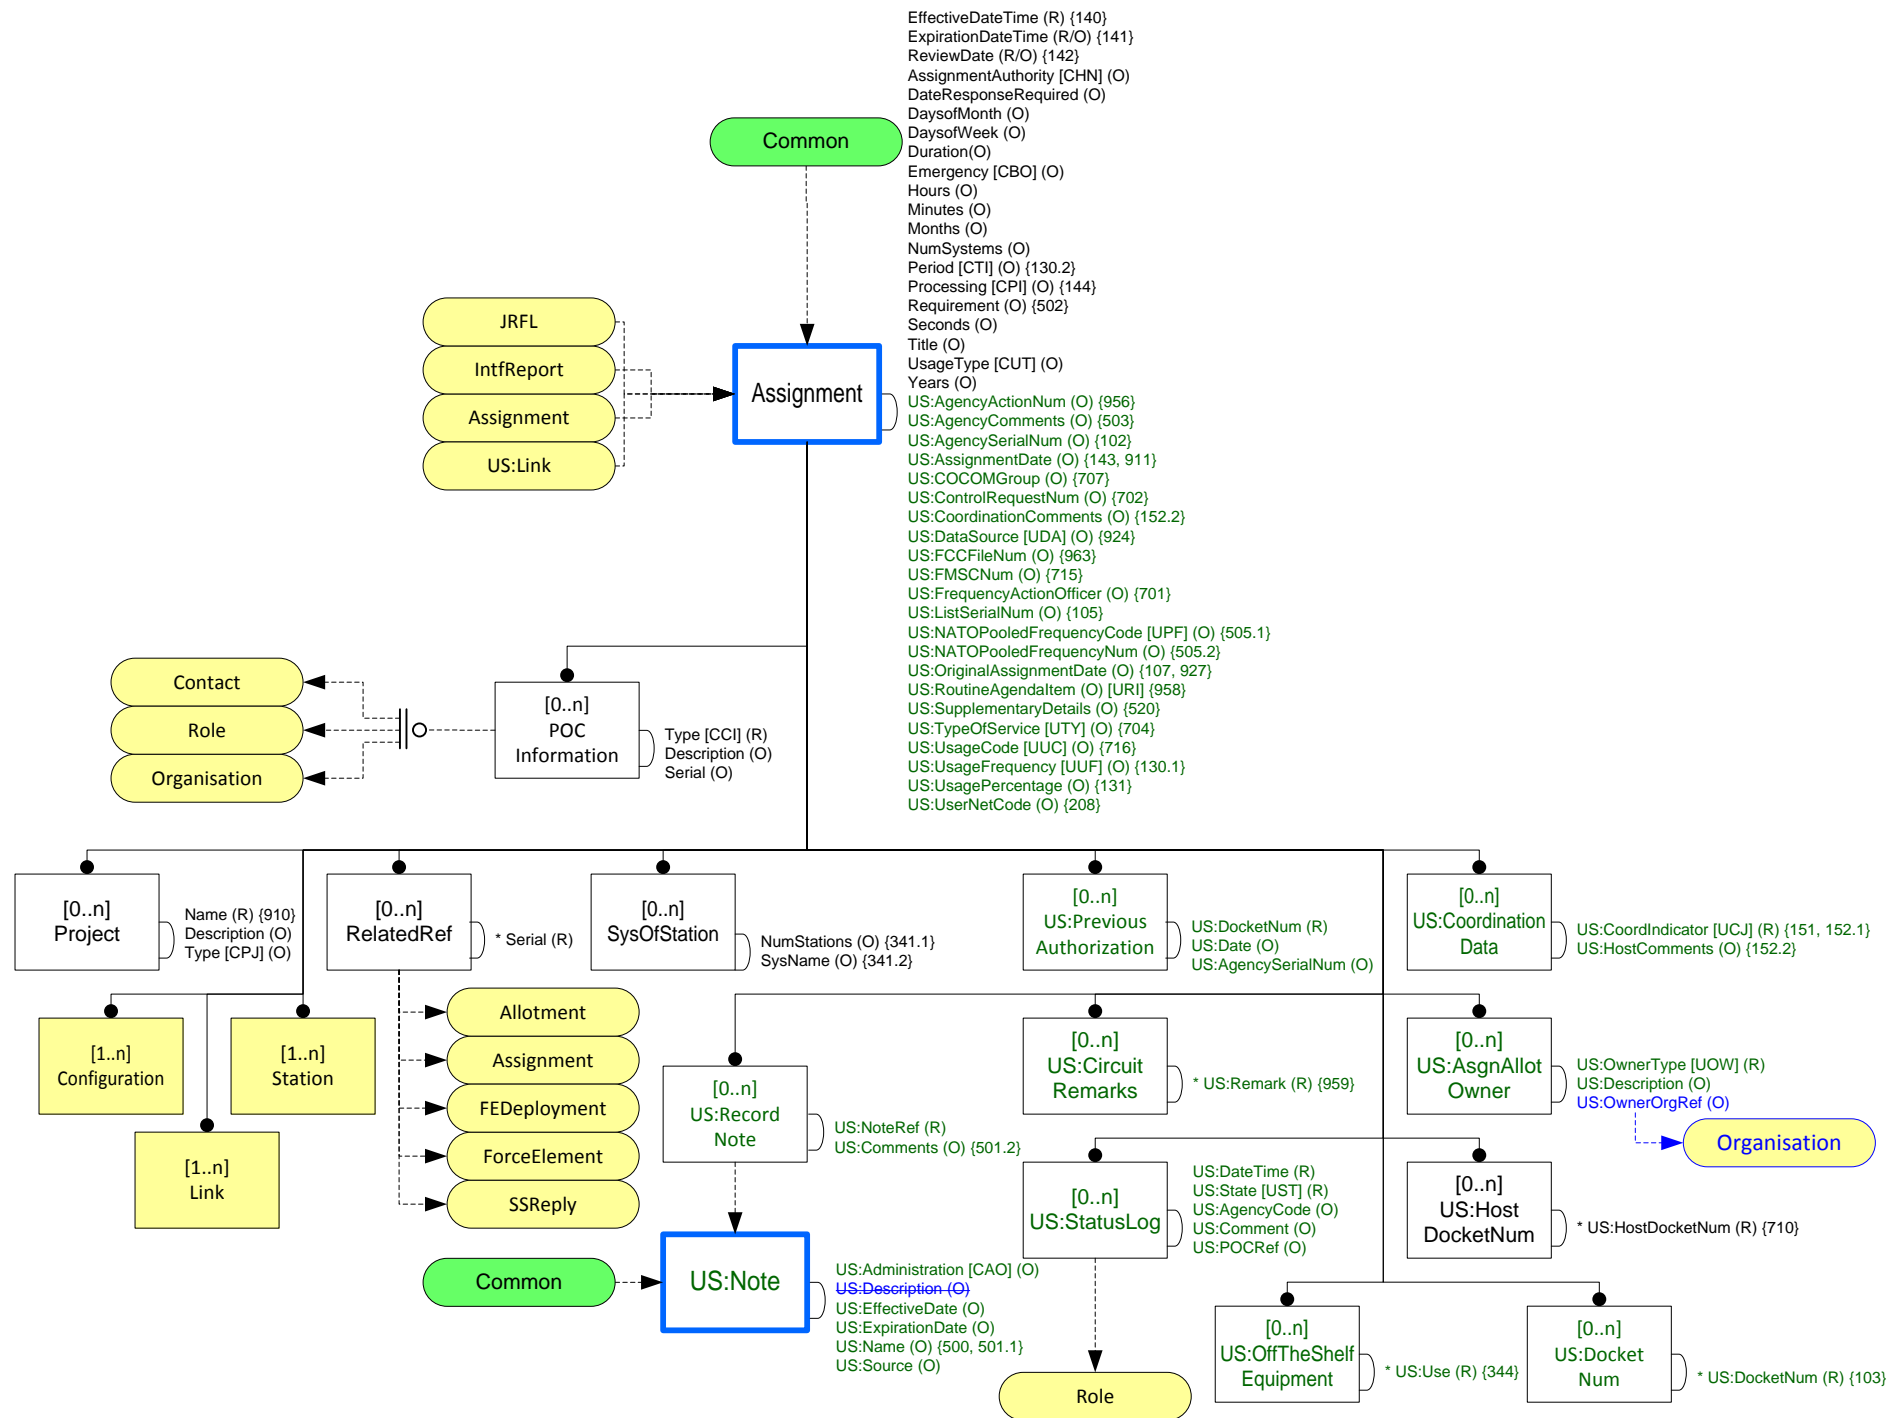 EffectiveDateTime (R) {140}
ExpirationDateTime (R/O) {141}
ReviewDate (R/O) {142}
AssignmentAuthority [CHN] (O)
DateResponseRequired (O)
DaysofMonth (O)
DaysofWeek (O)
Duration(O)
Emergency [CBO] (O)
Hours (O)
Minutes (O)
Months (O)
NumSystems (O)
Period [CTI] (O) {130.2}
Processing [CPI] (O) {144}
Requirement (O) {502}
Seconds (O)
Title (O)
UsageType [CUT] (O)
Years (O)
US:AgencyActionNum (O) {956}
US:AgencyComments (O) {503}
US:AgencySerialNum (O) {102}
US:AssignmentDate (O) {143, 911}
US:COCOMGroup (O) {707}
US:ControlRequestNum (O) {702}
US:CoordinationComments (O) {152.2}
US:DataSource [UDA] (O) {924}
US:FCCFileNum (O) {963}
US:FMSCNum (O) {715}
US:FrequencyActionOfficer (O) {701}
US:ListSerialNum (O) {105}
US:NATOPooledFrequencyCode [UPF] (O) {505.1}
US:NATOPooledFrequencyNum (O) {505.2}
US:OriginalAssignmentDate (O) {107, 927}
US:RoutineAgendaItem (O) [URI] {958}
US:SupplementaryDetails (O) {520}
US:TypeOfService [UTY] (O) {704}
US:UsageCode [UUC] (O) {716}
US:UsageFrequency [UUF] (O) {130.1}
US:UsagePercentage (O) {131}
US:UserNetCode (O) {208}
Common
JRFL
IntfReport
Assignment
US:Link
Assignment
Contact
Role
Organisation
[0..n]
POC
Information
Type [CCI] (R)
Description (O)
Serial (O)
[0..n]
Project
Name (R) {910}
Description (O)
Type [CPJ] (O)
[0..n]
RelatedRef
* Serial (R)
[0..n]
SysOfStation
NumStations (O) {341.1}
SysName (O) {341.2}
[0..n]
US:Previous
Authorization
US:DocketNum (R)
US:Date (O)
US:AgencySerialNum (O)
[0..n]
US:Coordination
Data
US:CoordIndicator [UCJ] (R) {151, 152.1}
US:HostComments (O) {152.2}
[1..n]
Configuration
[1..n]
Station
[1..n]
Link
Allotment
Assignment
FEDeployment
ForceElement
SSReply
[0..n]
US:Record
Note
US:NoteRef (R)
US:Comments (O) {501.2}
[0..n]
US:Circuit
Remarks
* US:Remark (R) {959}
[0..n]
US:AsgnAllot
Owner
US:OwnerType [UOW] (R)
US:Description (O)
US:OwnerOrgRef (O)
Organisation
[0..n]
US:StatusLog
US:DateTime (R)
US:State [UST] (R)
US:AgencyCode (O)
US:Comment (O)
US:POCRef (O)
[0..n]
US:Host
DocketNum
* US:HostDocketNum (R) {710}
Common
US:Note
US:Administration [CAO] (O)
US:Description (O)
US:EffectiveDate (O)
US:ExpirationDate (O)
US:Name (O) {500, 501.1}
US:Source (O)
Role
[0..n]
US:OffTheShelf
Equipment
* US:Use (R) {344}
[0..n]
US:Docket
Num
* US:DocketNum (R) {103}